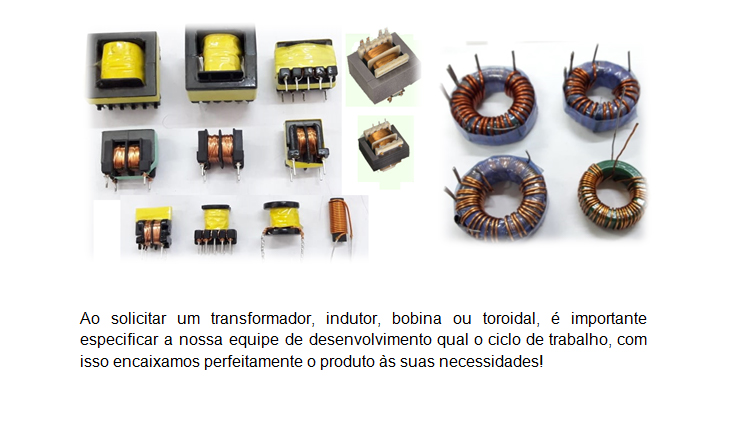 Ao solicitar um transformador, indutor, bobina ou toroidal, é importante
especificar a nossa equipe de desenvolvimento qual o ciclo de trabalho, com
isso encaixamos perfeitamente o produto às suas necessidades!